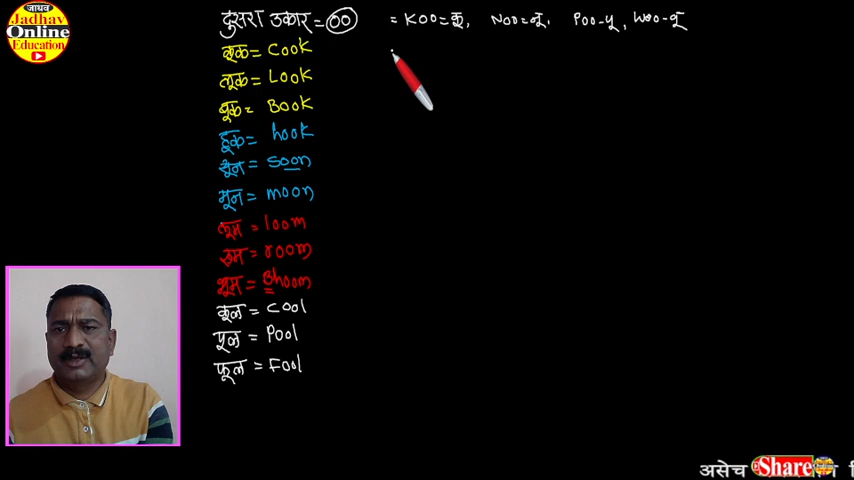 जाधव
Jadhav
Online
Education
दुसरा उकार = oo = Koo = कू, Noo = नू, Poo - पू, Woo - वू
कूक = Cook
लूक = Look
बूक = Book
हूक = hook
सून = soon
मून = moon
लूम = loom
रूम = room
भूम = Bhoom
कूल = Cool
पूल = Pool
फूल = Fool
असेच Share